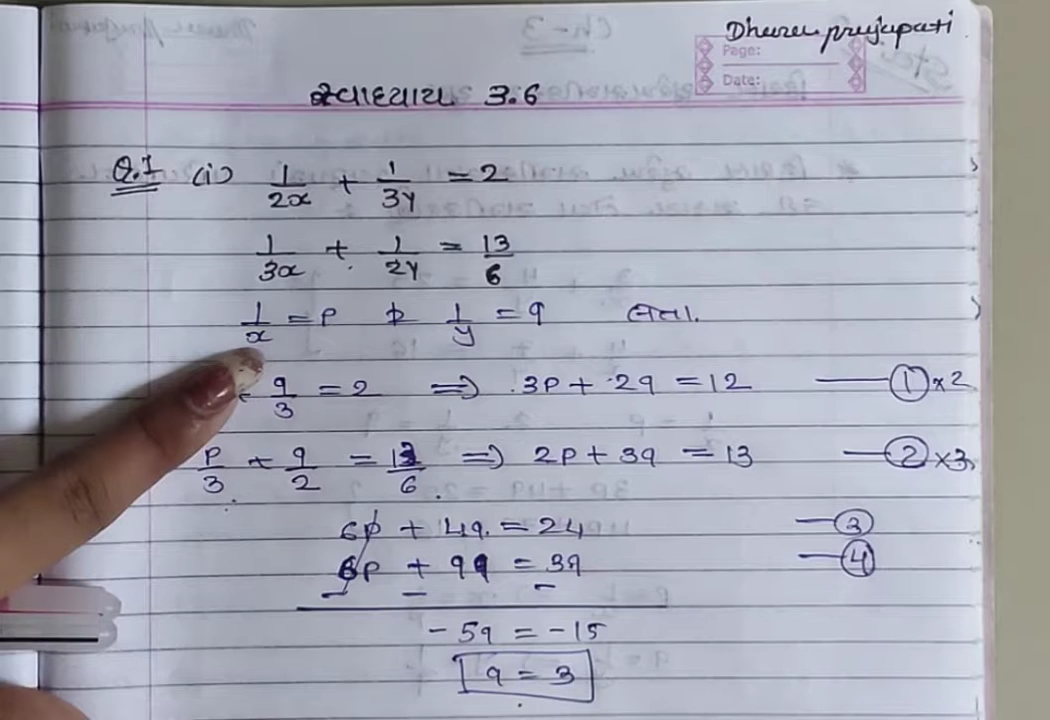 Dhara prajapati
Page:
Date:
સ્વાધ્યાય 3.6
Q.1 (i) 1/2x + 1/3y = 2
1/3x + 1/2y = 13/6
1/x = p 1/y = q લેતાં.
q/3 = 2 ⇒ 3p + 2q = 12 — ① ×2
p/3 + q/2 = 13/6 ⇒ 2p + 3q = 13 — ② ×3
6p + 4q = 24 — ③
6p + 9q = 39 — ④
- - -
-5q = -15
q = 3